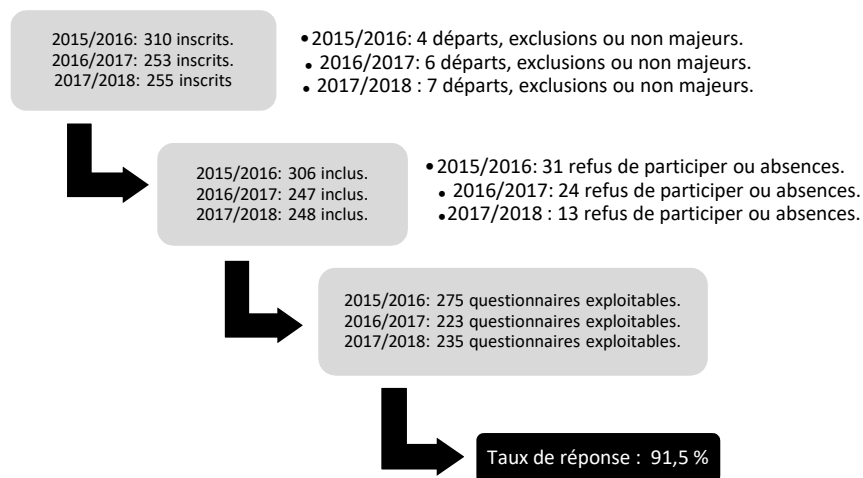 2015/2016: 310 inscrits.
2016/2017: 253 inscrits.
2017/2018: 255 inscrits
•2015/2016: 4 départs, exclusions ou non majeurs.
• 2016/2017: 6 départs, exclusions ou non majeurs.
• 2017/2018 : 7 départs, exclusions ou non majeurs.
2015/2016: 306 inclus.
2016/2017: 247 inclus.
2017/2018: 248 inclus.
•2015/2016: 31 refus de participer ou absences.
• 2016/2017: 24 refus de participer ou absences.
•2017/2018 : 13 refus de participer ou absences.
2015/2016: 275 questionnaires exploitables.
2016/2017: 223 questionnaires exploitables.
2017/2018: 235 questionnaires exploitables.
Taux de réponse : 91,5 %